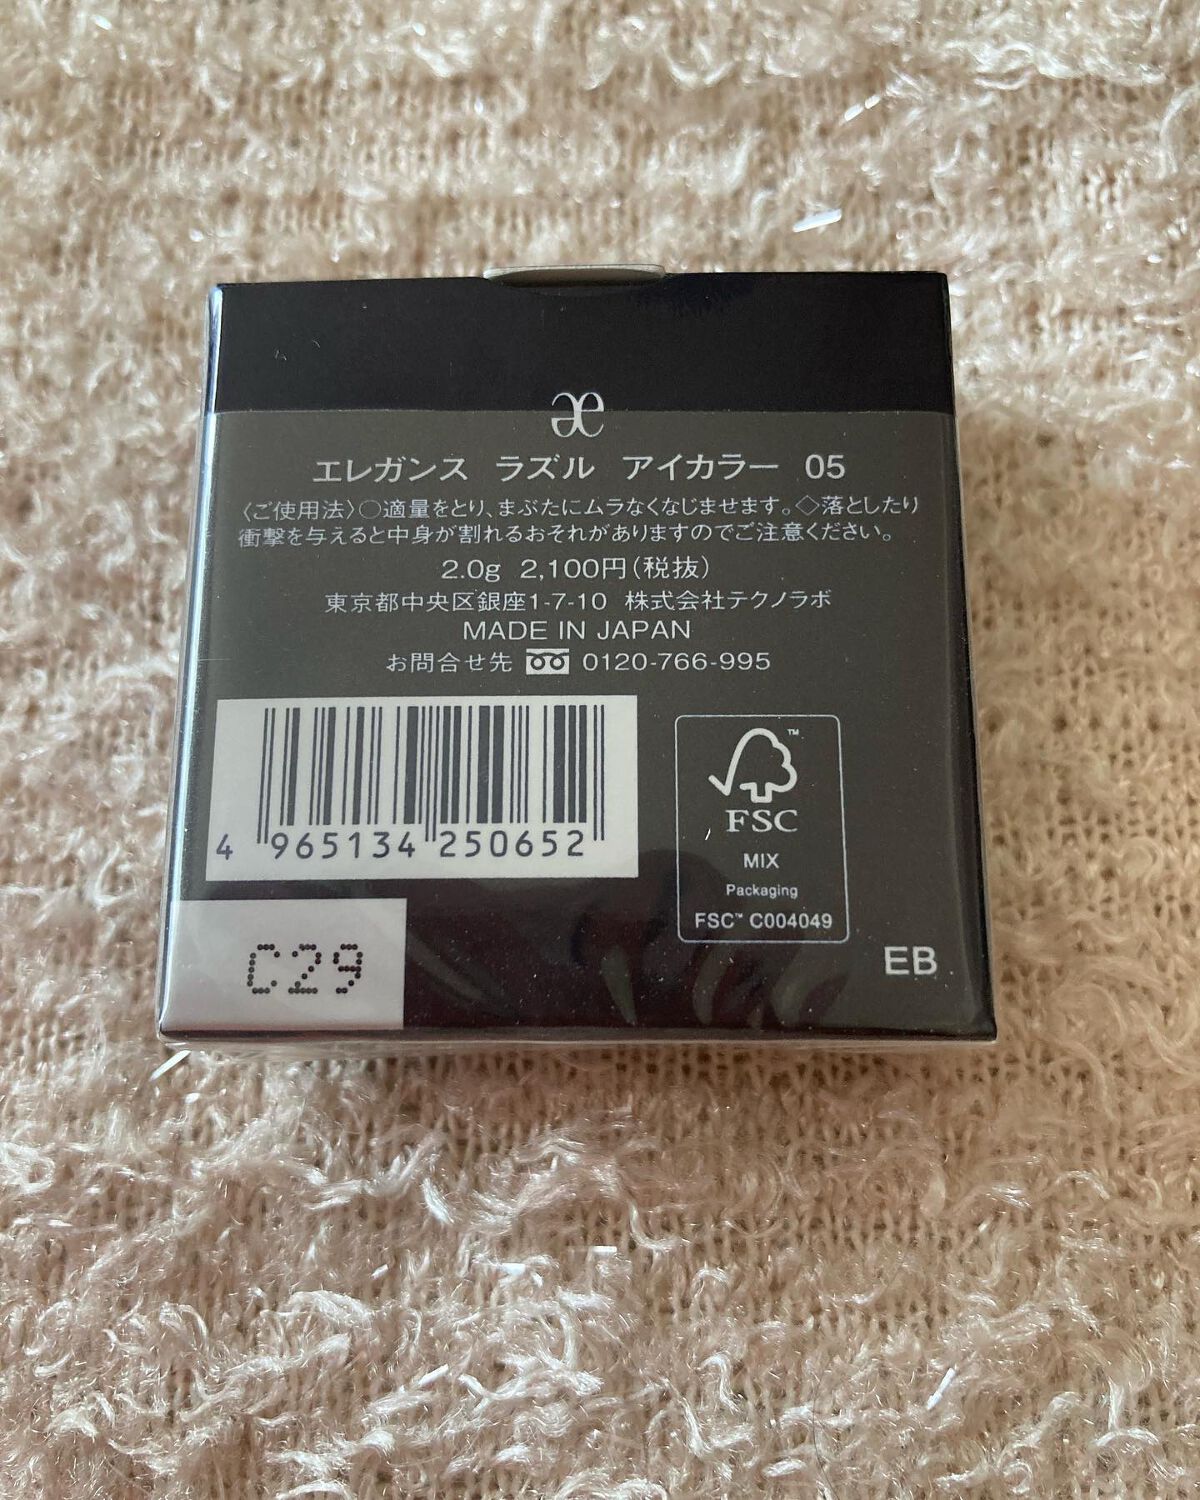 æ
エレガンス ラズル アイカラー 05
〈ご使用法〉○適量をとり、まぶたにムラなくなじませます。◇落としたり
衝撃を与えると中身が割れるおそれがありますのでご注意ください。
2.0g 2,100円(税抜)
東京都中央区銀座1-7-10 株式会社テクノラボ
MADE IN JAPAN
お問合せ先 0120-766-995
4 965134 250652
™
FSC
MIX
Packaging
FSC™ C004049
C29
EB